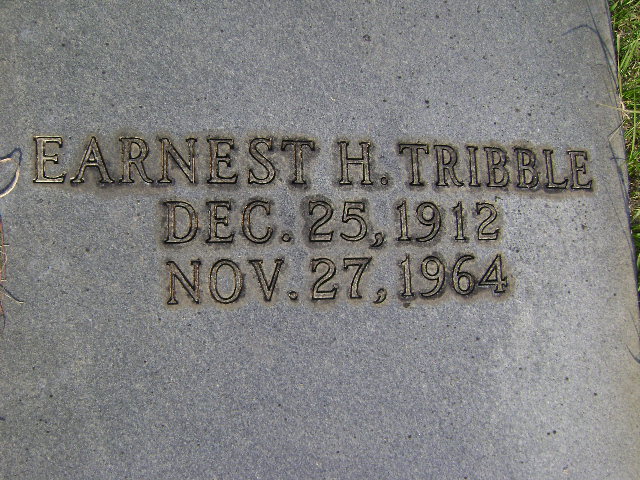 EARNEST H. TRIBBLE
DEC. 25, 1912
NOV. 27, 1964